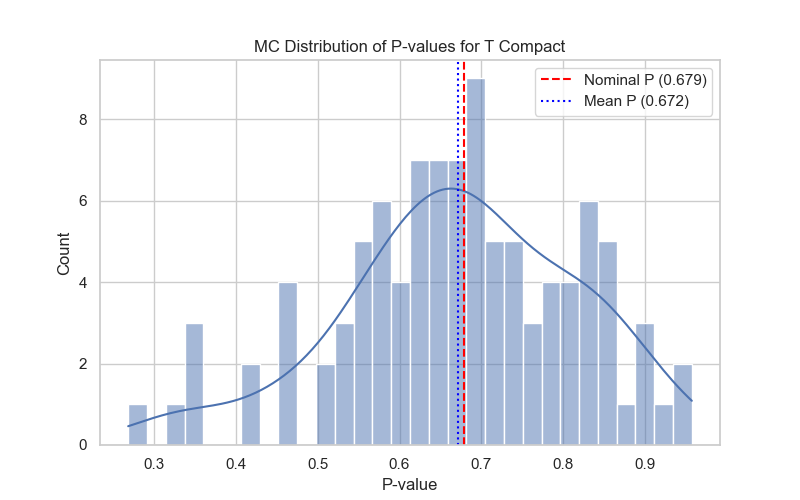 MC Distribution of P-values for T Compact
Nominal P (0.679)
Mean P (0.672)
Count
8
6
4
2
0
0.3 0.4 0.5 0.6 0.7 0.8 0.9
P-value